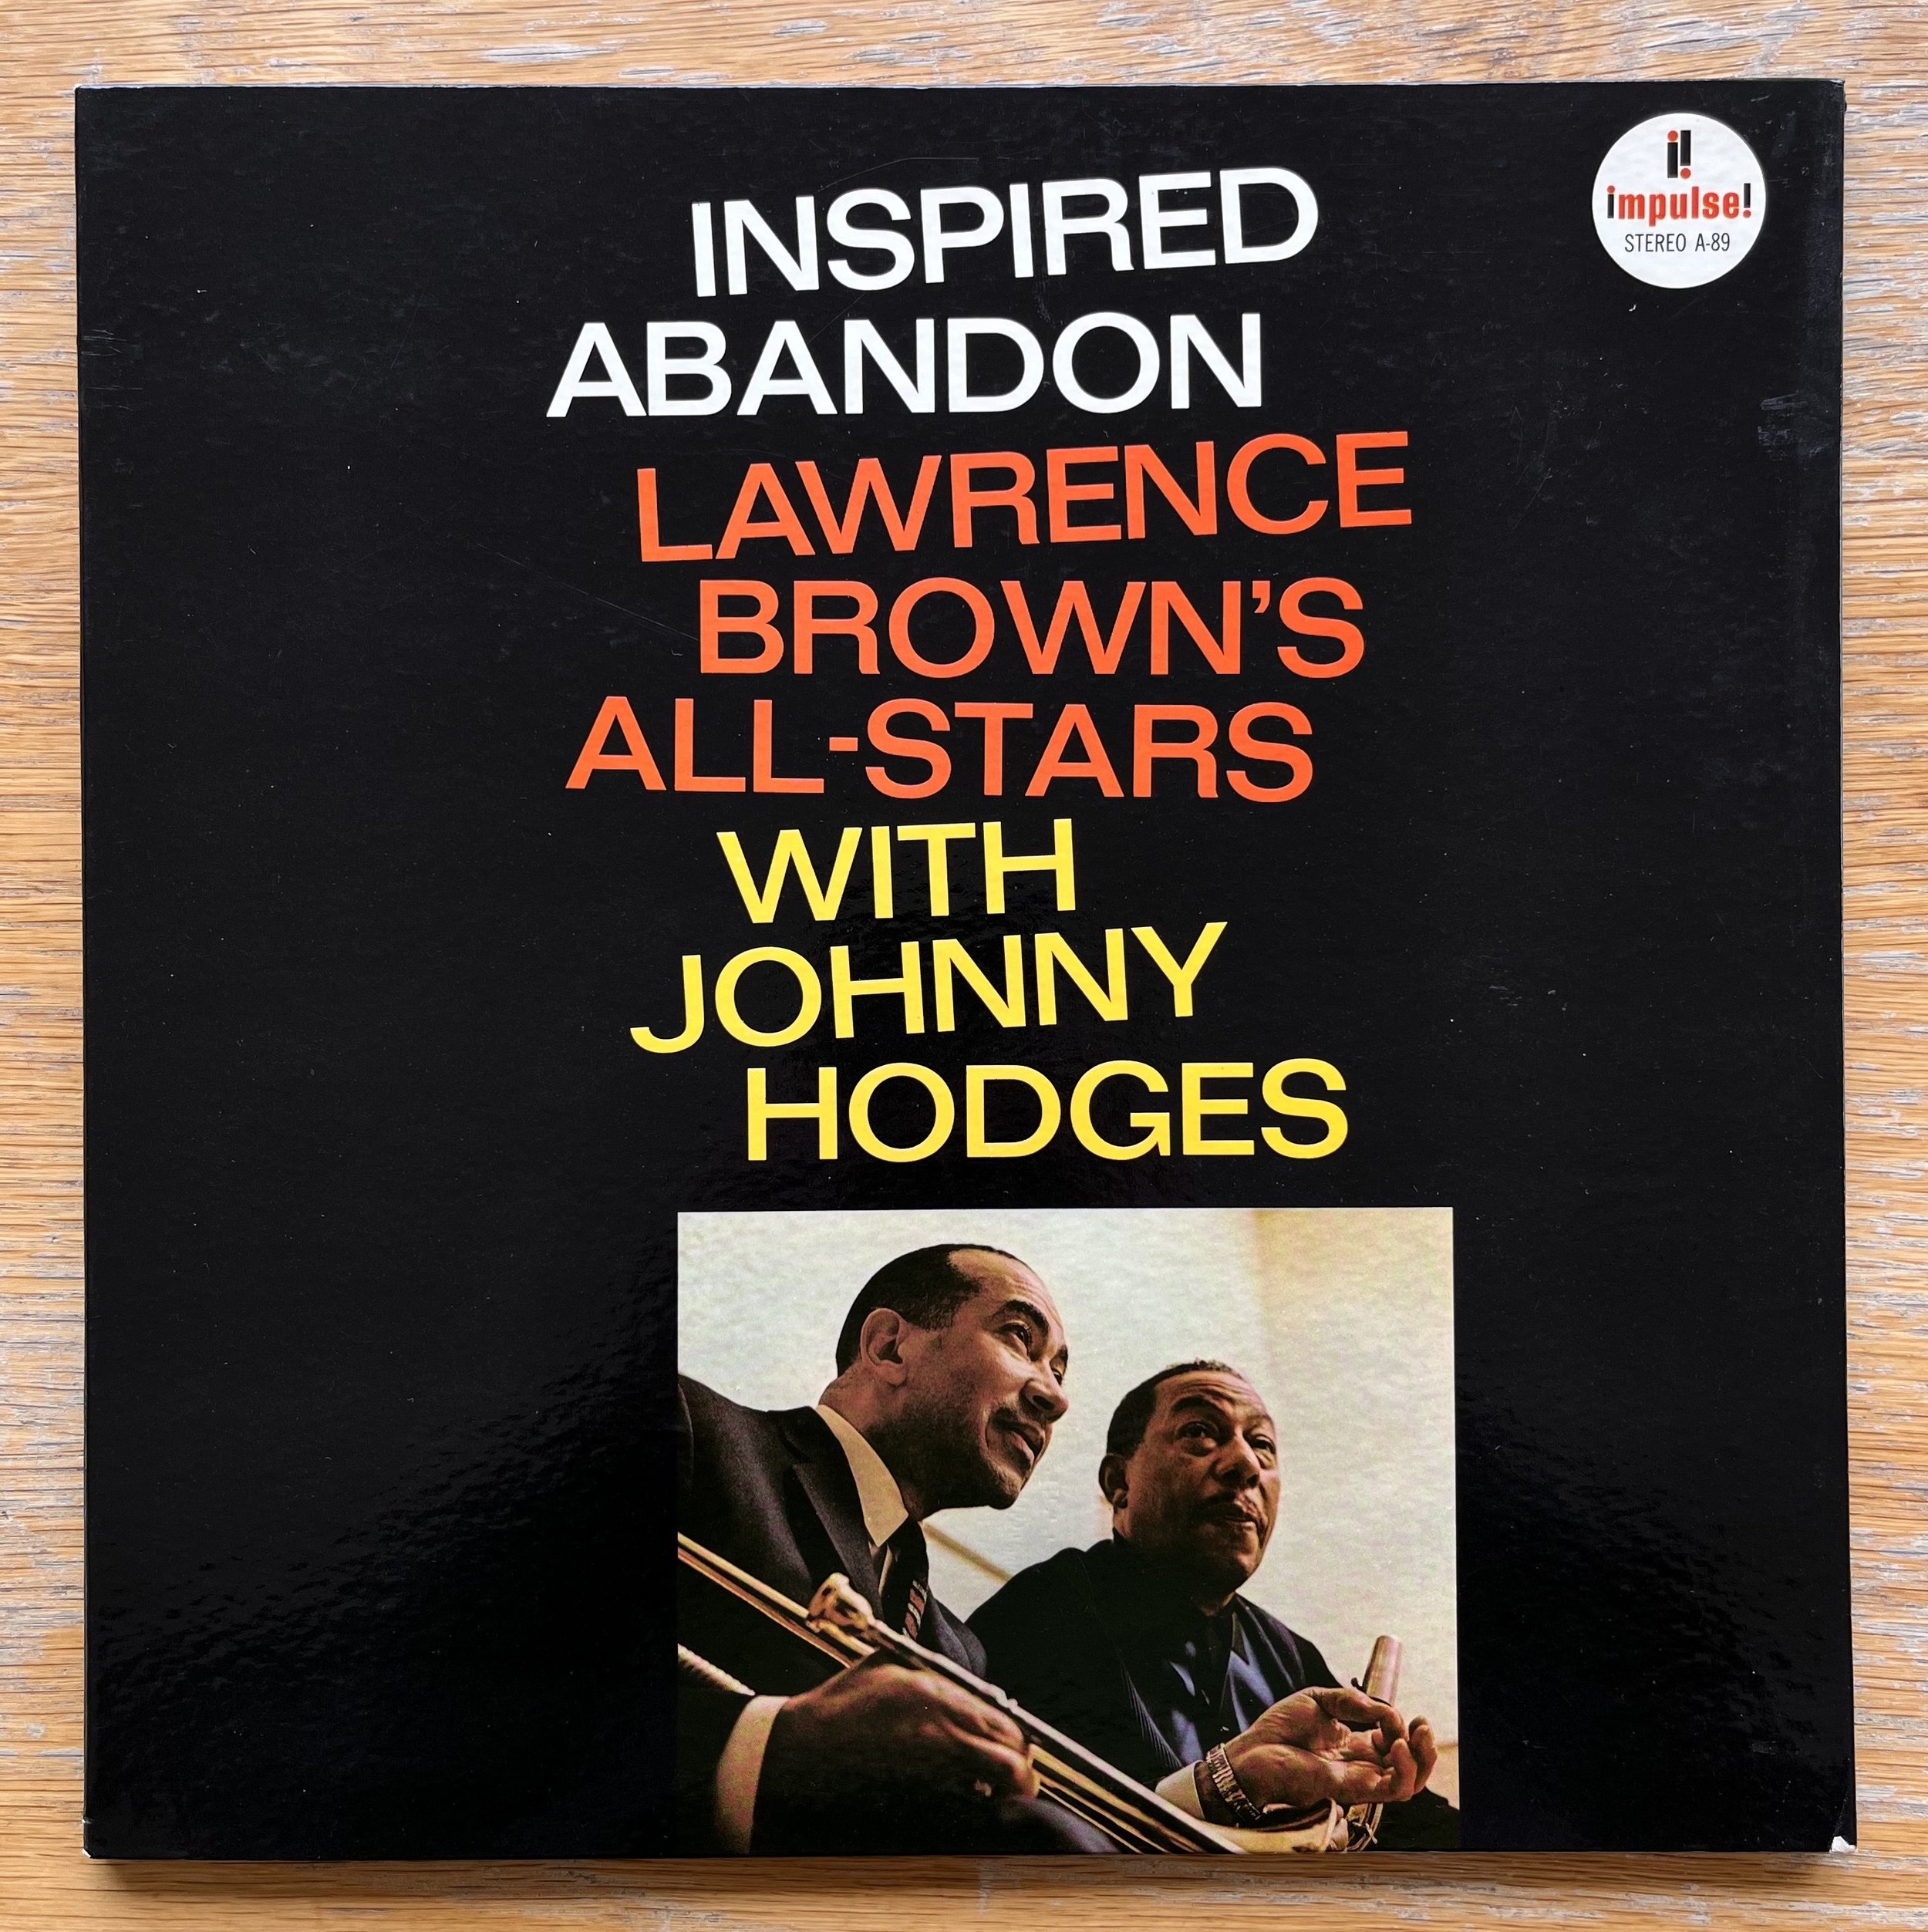 i!
impulse!
STEREO A-89
INSPIRED
ABANDON
LAWRENCE
BROWN’S
ALL-STARS
WITH
JOHNNY
HODGES